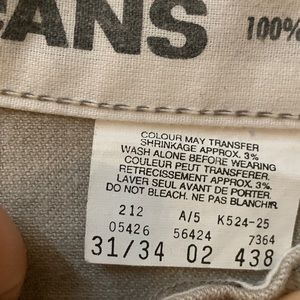 EANS 100%
COLOUR MAY TRANSFER
SHRINKAGE APPROX. 3%
WASH ALONE BEFORE WEARING
COULEUR PEUT TRANSFERER.
RETRECISSEMENT APPROX. 3%
LAVER SEUL AVANT DE PORTER.
DO NOT BLEACH. NE PAS BLANCHIR.
212 A/5 K524-25
05426 56424 7364
31/34 02 438